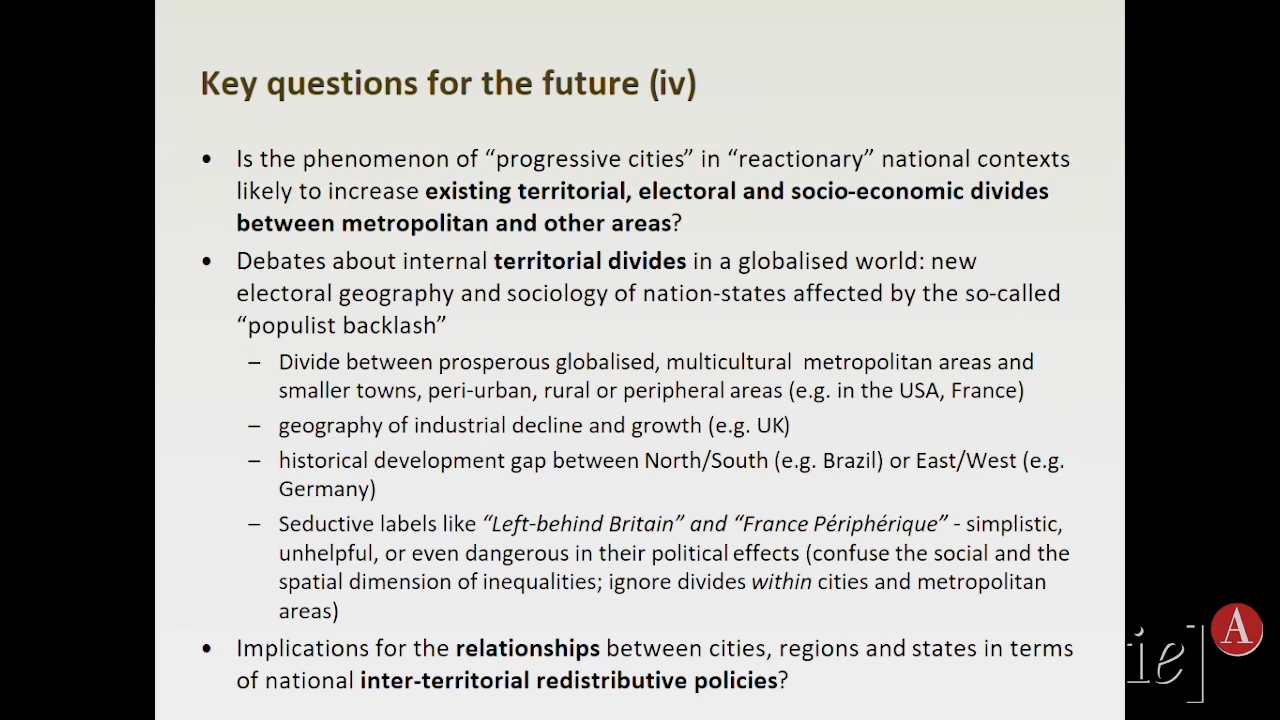 Key questions for the future (iv)
• Is the phenomenon of “progressive cities” in “reactionary” national contexts
likely to increase existing territorial, electoral and socio-economic divides
between metropolitan and other areas?
• Debates about internal territorial divides in a globalised world: new
electoral geography and sociology of nation-states affected by the so-called
“populist backlash”
– Divide between prosperous globalised, multicultural metropolitan areas and
smaller towns, peri-urban, rural or peripheral areas (e.g. in the USA, France)
– geography of industrial decline and growth (e.g. UK)
– historical development gap between North/South (e.g. Brazil) or East/West (e.g.
Germany)
– Seductive labels like “Left-behind Britain” and “France Périphérique” - simplistic,
unhelpful, or even dangerous in their political effects (confuse the social and the
spatial dimension of inequalities; ignore divides within cities and metropolitan
areas)
• Implications for the relationships between cities, regions and states in terms
of national inter-territorial redistributive policies?
ie]
A